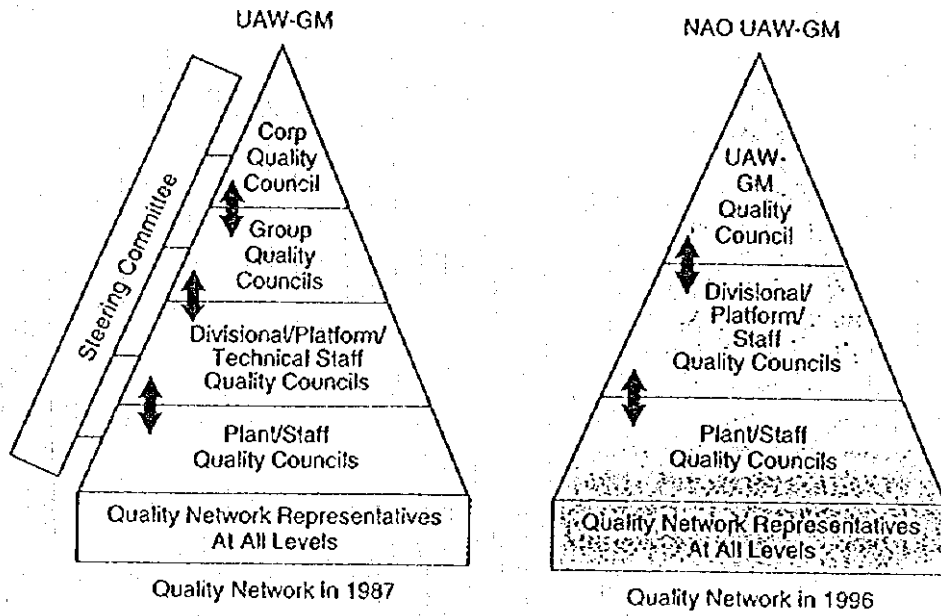 UAW-GM
Corp
Quality
Council
Group
Quality
Councils
Divisional/Platform/
Technical Staff
Quality Councils
Plant/Staff
Quality Councils
Quality Network Representatives
At All Levels
Steering Committee
Quality Network in 1987
NAO UAW-GM
UAW-
GM
Quality
Council
Divisional/
Platform/
Staff
Quality Councils
Plant/Staff
Quality Councils
Quality Network Representatives
At All Levels
Quality Network in 1996